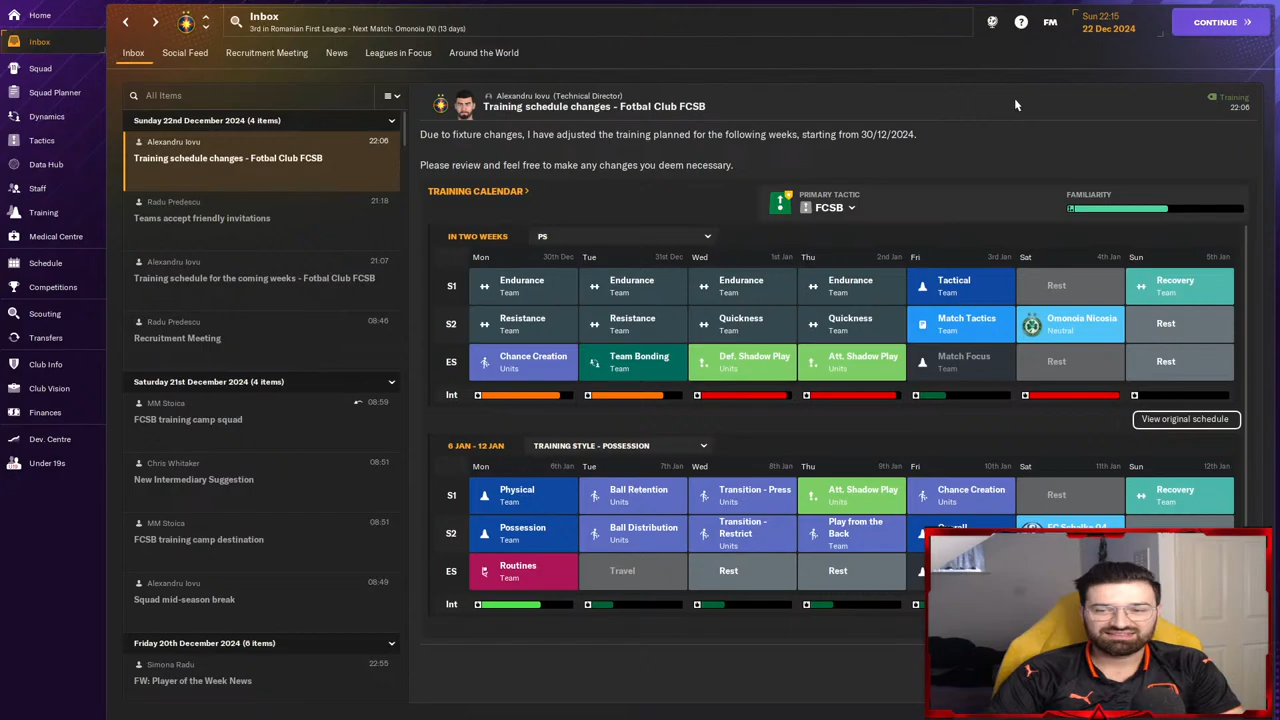 Home
Inbox
Squad
Squad Planner
Dynamics
Tactics
Data Hub
Staff
Training
Medical Centre
Schedule
Competitions
Scouting
Transfers
Club Info
Club Vision
Finances
Dev. Centre
Under 19s
Inbox
3rd in Romanian First League - Next Match: Omonoia (N) (13 days)
FM
Sun 22:15
22 Dec 2024
CONTINUE
Inbox Social Feed Recruitment Meeting News Leagues in Focus Around the World
All Items
Sunday 22nd December 2024 (4 items)
Alexandru Iovu 22:06
Training schedule changes - Fotbal Club FCSB
Radu Predescu 21:18
Teams accept friendly invitations
Alexandru Iovu 21:07
Training schedule for the coming weeks - Fotbal Club FCSB
Radu Predescu 08:46
Recruitment Meeting
Saturday 21st December 2024 (4 items)
MM Stoica 08:59
FCSB training camp squad
Chris Whitaker 08:51
New Intermediary Suggestion
MM Stoica 08:51
FCSB training camp destination
Alexandru Iovu 08:49
Squad mid-season break
Friday 20th December 2024 (6 items)
Simona Radu 22:55
FW: Player of the Week News
Alexandru Iovu (Technical Director)
Training schedule changes - Fotbal Club FCSB
Training
22:06
Due to fixture changes, I have adjusted the training planned for the following weeks, starting from 30/12/2024.
Please review and feel free to make any changes you deem necessary.
TRAINING CALENDAR >
PRIMARY TACTIC
FCSB
FAMILIARITY
IN TWO WEEKS PS
Mon 30th Dec Tue 31st Dec Wed 1st Jan Thu 2nd Jan Fri 3rd Jan Sat 4th Jan Sun 5th Jan
S1 Endurance Endurance Endurance Endurance Tactical Rest Recovery
Team Team Team Team Team Team
S2 Resistance Resistance Quickness Quickness Match Tactics Omonoia Nicosia Rest
Team Team Team Team Team Neutral
ES Chance Creation Team Bonding Def. Shadow Play Att. Shadow Play Match Focus Rest Rest
Units Team Units Units Team
Int
View original schedule
6 JAN - 12 JAN TRAINING STYLE - POSSESSION
Mon 6th Jan Tue 7th Jan Wed 8th Jan Thu 9th Jan Fri 10th Jan Sat 11th Jan Sun 12th Jan
S1 Physical Ball Retention Transition - Press Att. Shadow Play Chance Creation Rest Recovery
Team Units Units Units Units Team
S2 Possession Ball Distribution Transition - Restrict Play from the Back Overall FC Schalke 04
Team Units Units Team
ES Routines Travel Rest Rest
Team
Int